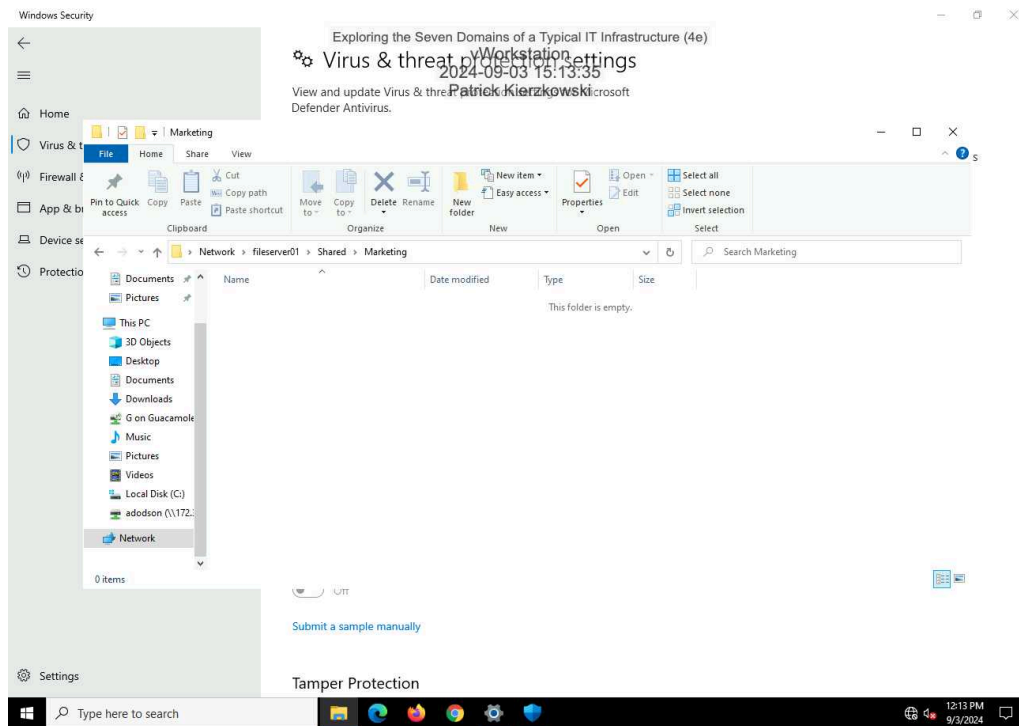 Windows Security
Exploring the Seven Domains of a Typical IT Infrastructure (4e)
vWorkstation
2024-09-03 15:13:35
Patrick Kierzkowski
Virus & threat protection settings
View and update Virus & threat protection settings for Microsoft
Defender Antivirus.
Home
Virus & t
Firewall &
App & br
Device se
Protectio
Settings
Marketing
File Home Share View
s
Pin to Quick
access
Copy
Paste
Cut
Copy path
Paste shortcut
Clipboard
Move
to
Copy
to
Delete
Rename
Organize
New
folder
New item
Easy access
New
Properties
Open
Edit
Open
Select all
Select none
Invert selection
Select
Network › fileserver01 › Shared › Marketing
Search Marketing
Name Date modified Type Size
This folder is empty.
Documents
Pictures
This PC
3D Objects
Desktop
Documents
Downloads
G on Guacamole
Music
Pictures
Videos
Local Disk (C:)
adodson (\\172.
Network
0 items
Off
Submit a sample manually
Tamper Protection
Type here to search
12:13 PM
9/3/2024